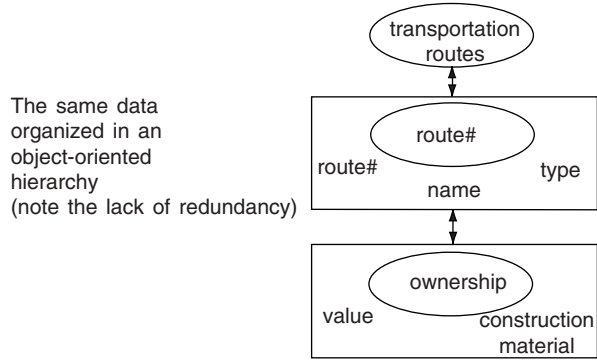 transportation
routes
The same data
organized in an
object-oriented
hierarchy
(note the lack of redundancy)
route#
route#
type
name
ownership
value
construction
material